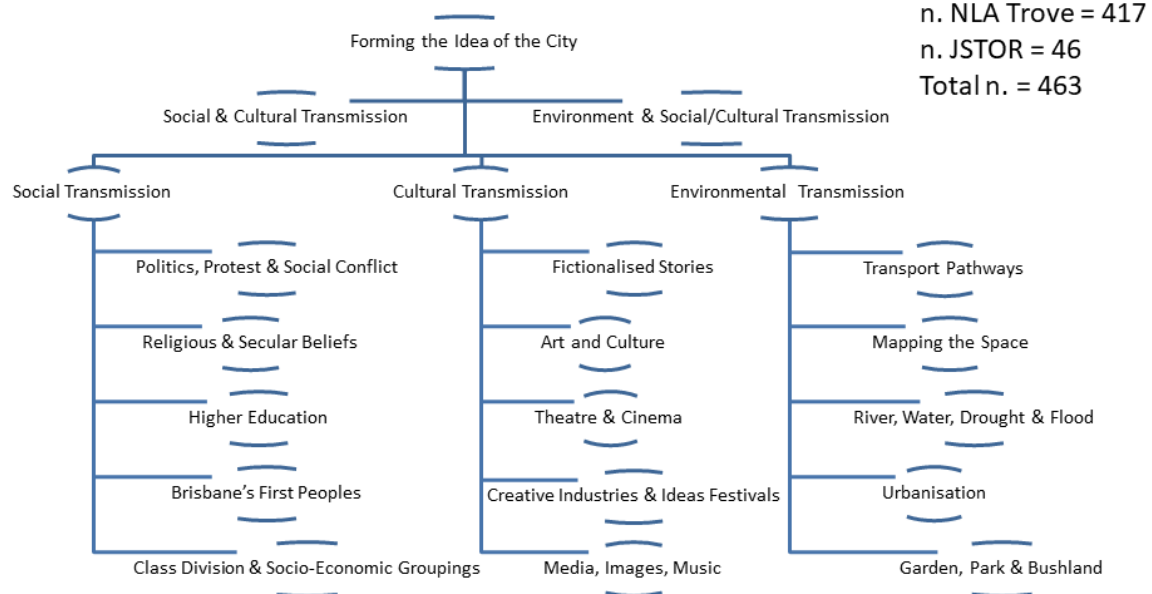 n. NLA Trove = 417
n. JSTOR = 46
Total n. = 463
Forming the Idea of the City
Social & Cultural Transmission
Environment & Social/Cultural Transmission
Social Transmission
Cultural Transmission
Environmental Transmission
Politics, Protest & Social Conflict
Fictionalised Stories
Transport Pathways
Religious & Secular Beliefs
Art and Culture
Mapping the Space
Higher Education
Theatre & Cinema
River, Water, Drought & Flood
Brisbane’s First Peoples
Creative Industries & Ideas Festivals
Urbanisation
Class Division & Socio-Economic Groupings
Media, Images, Music
Garden, Park & Bushland